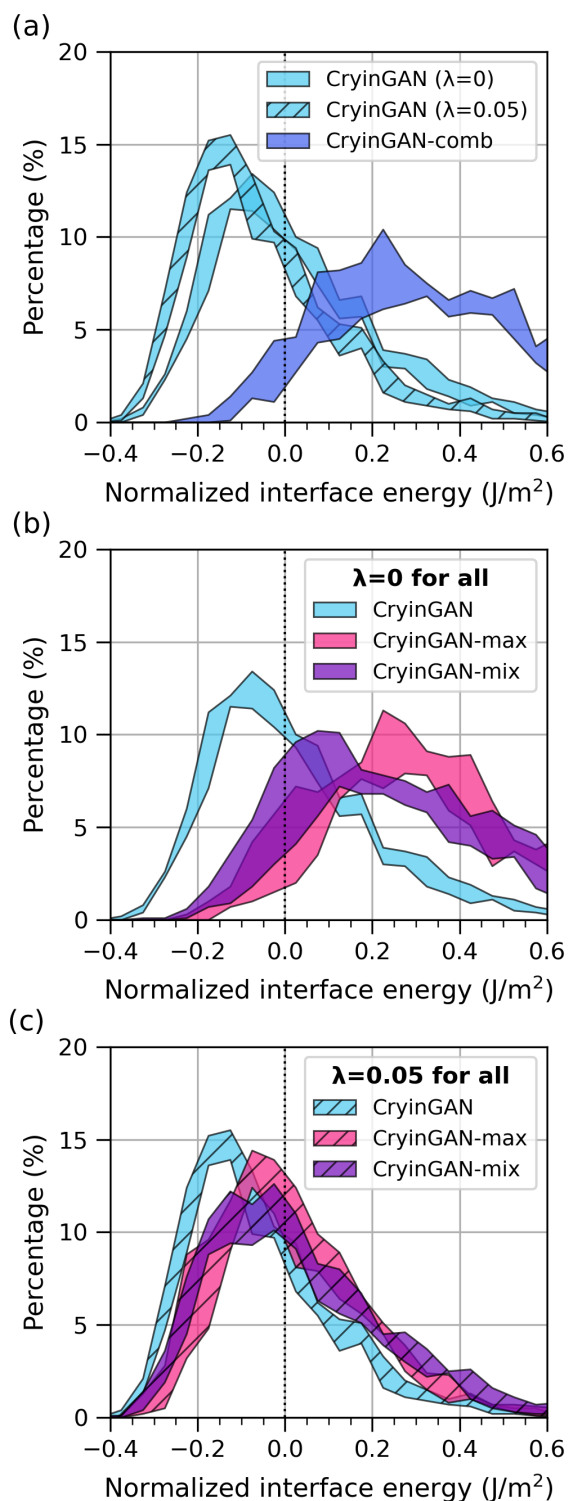 (a)
20
15
10
5
0
Percentage (%)
CryinGAN (λ=0)
CryinGAN (λ=0.05)
CryinGAN-comb
−0.4 −0.2 0.0 0.2 0.4 0.6
Normalized interface energy (J/m²)
(b)
20
15
10
5
0
Percentage (%)
λ=0 for all
CryinGAN
CryinGAN-max
CryinGAN-mix
−0.4 −0.2 0.0 0.2 0.4 0.6
Normalized interface energy (J/m²)
(c)
20
15
10
5
0
Percentage (%)
λ=0.05 for all
CryinGAN
CryinGAN-max
CryinGAN-mix
−0.4 −0.2 0.0 0.2 0.4 0.6
Normalized interface energy (J/m²)